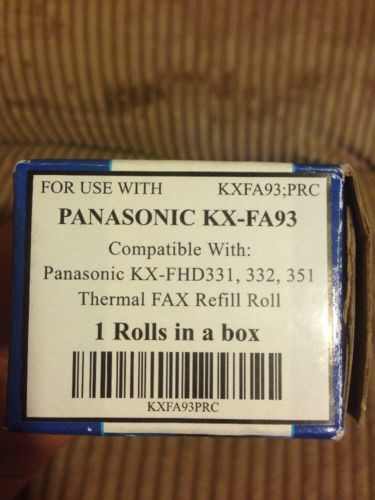 FOR USE WITH KXFA93;PRC
PANASONIC KX-FA93
Compatible With:
Panasonic KX-FHD331, 332, 351
Thermal FAX Refill Roll
1 Rolls in a box
KXFA93PRC